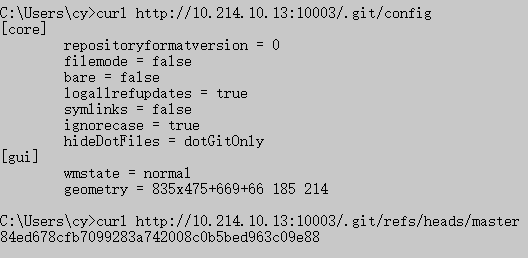 C:\Users\cy>curl http://10.214.10.13:10003/.git/config
[core]
        repositoryformatversion = 0
        filemode = false
        bare = false
        logallrefupdates = true
        symlinks = false
        ignorecase = true
        hideDotFiles = dotGitOnly
[gui]
        wmstate = normal
        geometry = 835x475+669+66 185 214
C:\Users\cy>curl http://10.214.10.13:10003/.git/refs/heads/master
84ed678cfb7099283a742008c0b5bed963c09e88